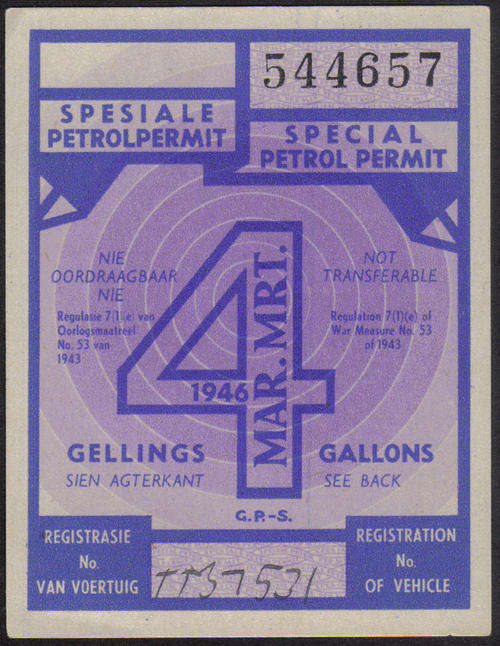 544657
SPESIALE
PETROLPERMIT
SPECIAL
PETROL PERMIT
NIE
OORDRAAGBAAR
NIE
Regulasie 7(1)(e) van
Oorlogsmaatreel
No. 53 van
1943
NOT
TRANSFERABLE
Regulation 7(1)(e) of
War Measure No. 53
of 1943
4
1946
MAR. MRT.
GELLINGS
SIEN AGTERKANT
GALLONS
SEE BACK
G.P.-S.
REGISTRASIE
No.
VAN VOERTUIG
TT37531
REGISTRATION
No.
OF VEHICLE